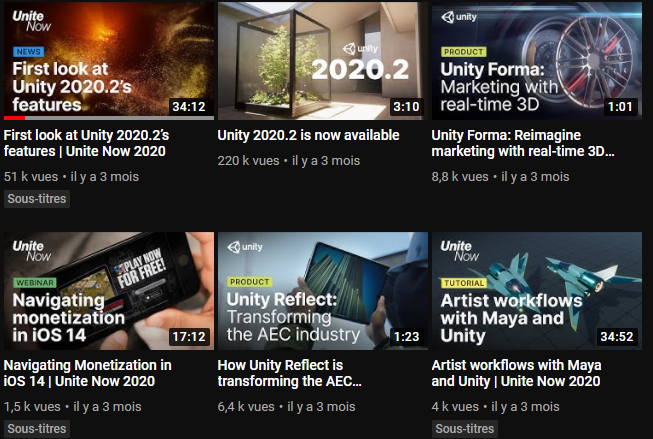 Unite
Now
NEWS
First look at
Unity 2020.2's
features
34:12
First look at Unity 2020.2's
features | Unite Now 2020
51 k vues • il y a 3 mois
Sous-titres
unity
2020.2
3:10
Unity 2020.2 is now available
220 k vues • il y a 3 mois
unity
PRODUCT
Unity Forma:
Marketing with
real-time 3D
1:01
Unity Forma: Reimagine
marketing with real-time 3D…
8,8 k vues • il y a 3 mois
Unite
Now
PLAY NOW
FOR FREE!
WEBINAR
Navigating
monetization
in iOS 14
17:12
Navigating Monetization in
iOS 14 | Unite Now 2020
1,5 k vues • il y a 3 mois
Sous-titres
unity
PRODUCT
Unity Reflect:
Transforming
the AEC industry
1:23
How Unity Reflect is
transforming the AEC…
6,4 k vues • il y a 3 mois
Unite
Now
TUTORIAL
Artist workflows
with Maya and
Unity
34:52
Artist workflows with Maya
and Unity | Unite Now 2020
4 k vues • il y a 3 mois
Sous-titres